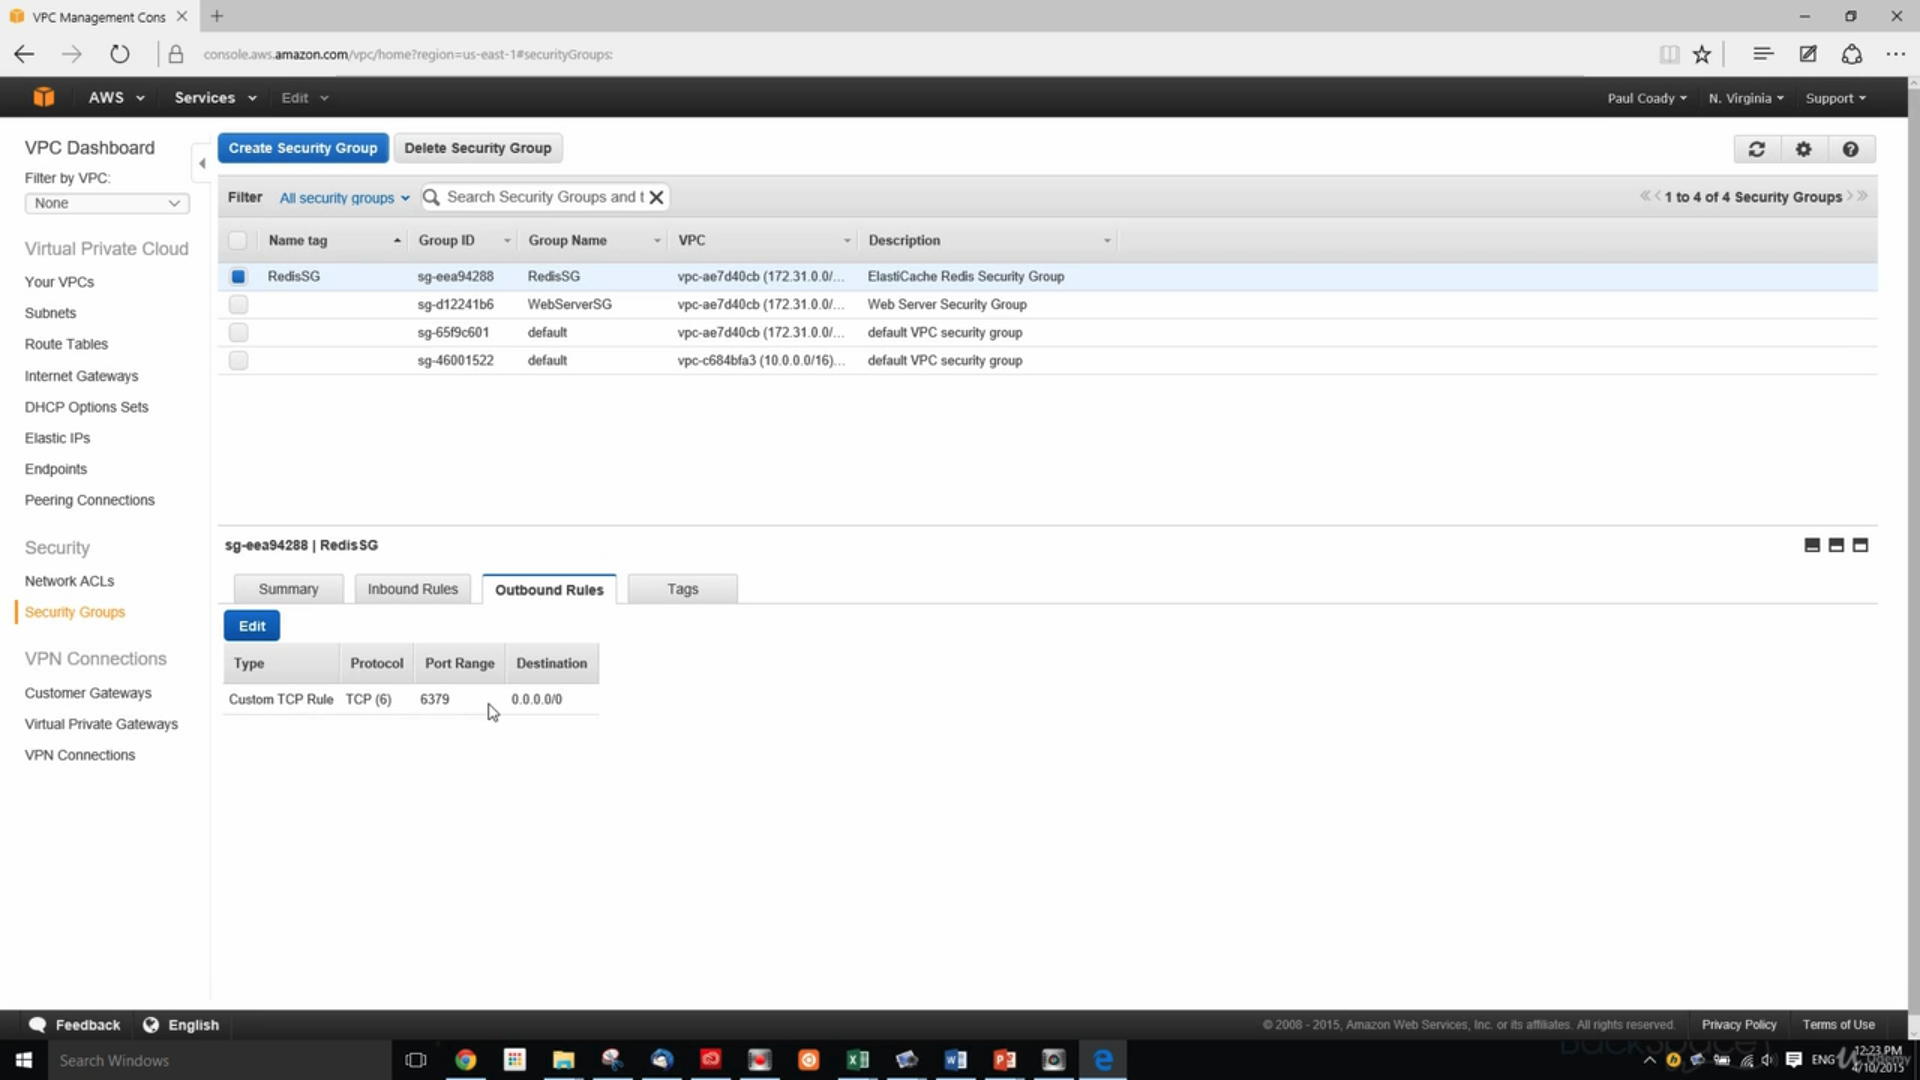 VPC Management Cons
console.aws.amazon.com/vpc/home?region=us-east-1#securityGroups:
AWS Services Edit Paul Coady N. Virginia Support
VPC Dashboard
Filter by VPC:
None
Virtual Private Cloud
Your VPCs
Subnets
Route Tables
Internet Gateways
DHCP Options Sets
Elastic IPs
Endpoints
Peering Connections
Security
Network ACLs
Security Groups
VPN Connections
Customer Gateways
Virtual Private Gateways
VPN Connections
Create Security Group Delete Security Group
Filter All security groups Search Security Groups and t 1 to 4 of 4 Security Groups
Name tag Group ID Group Name VPC Description
RedisSG sg-eea94288 RedisSG vpc-ae7d40cb (172.31.0.0/... ElastiCache Redis Security Group
sg-d12241b6 WebServerSG vpc-ae7d40cb (172.31.0.0/... Web Server Security Group
sg-65f9c601 default vpc-ae7d40cb (172.31.0.0/... default VPC security group
sg-46001522 default vpc-c684bfa3 (10.0.0.0/16)... default VPC security group
sg-eea94288 | RedisSG
Summary Inbound Rules Outbound Rules Tags
Edit
Type Protocol Port Range Destination
Custom TCP Rule TCP (6) 6379 0.0.0.0/0
Feedback English © 2008 - 2015, Amazon Web Services, Inc. or its affiliates. All rights reserved. Privacy Policy Terms of Use
Search Windows ENG 12:23 PM
4/10/2015